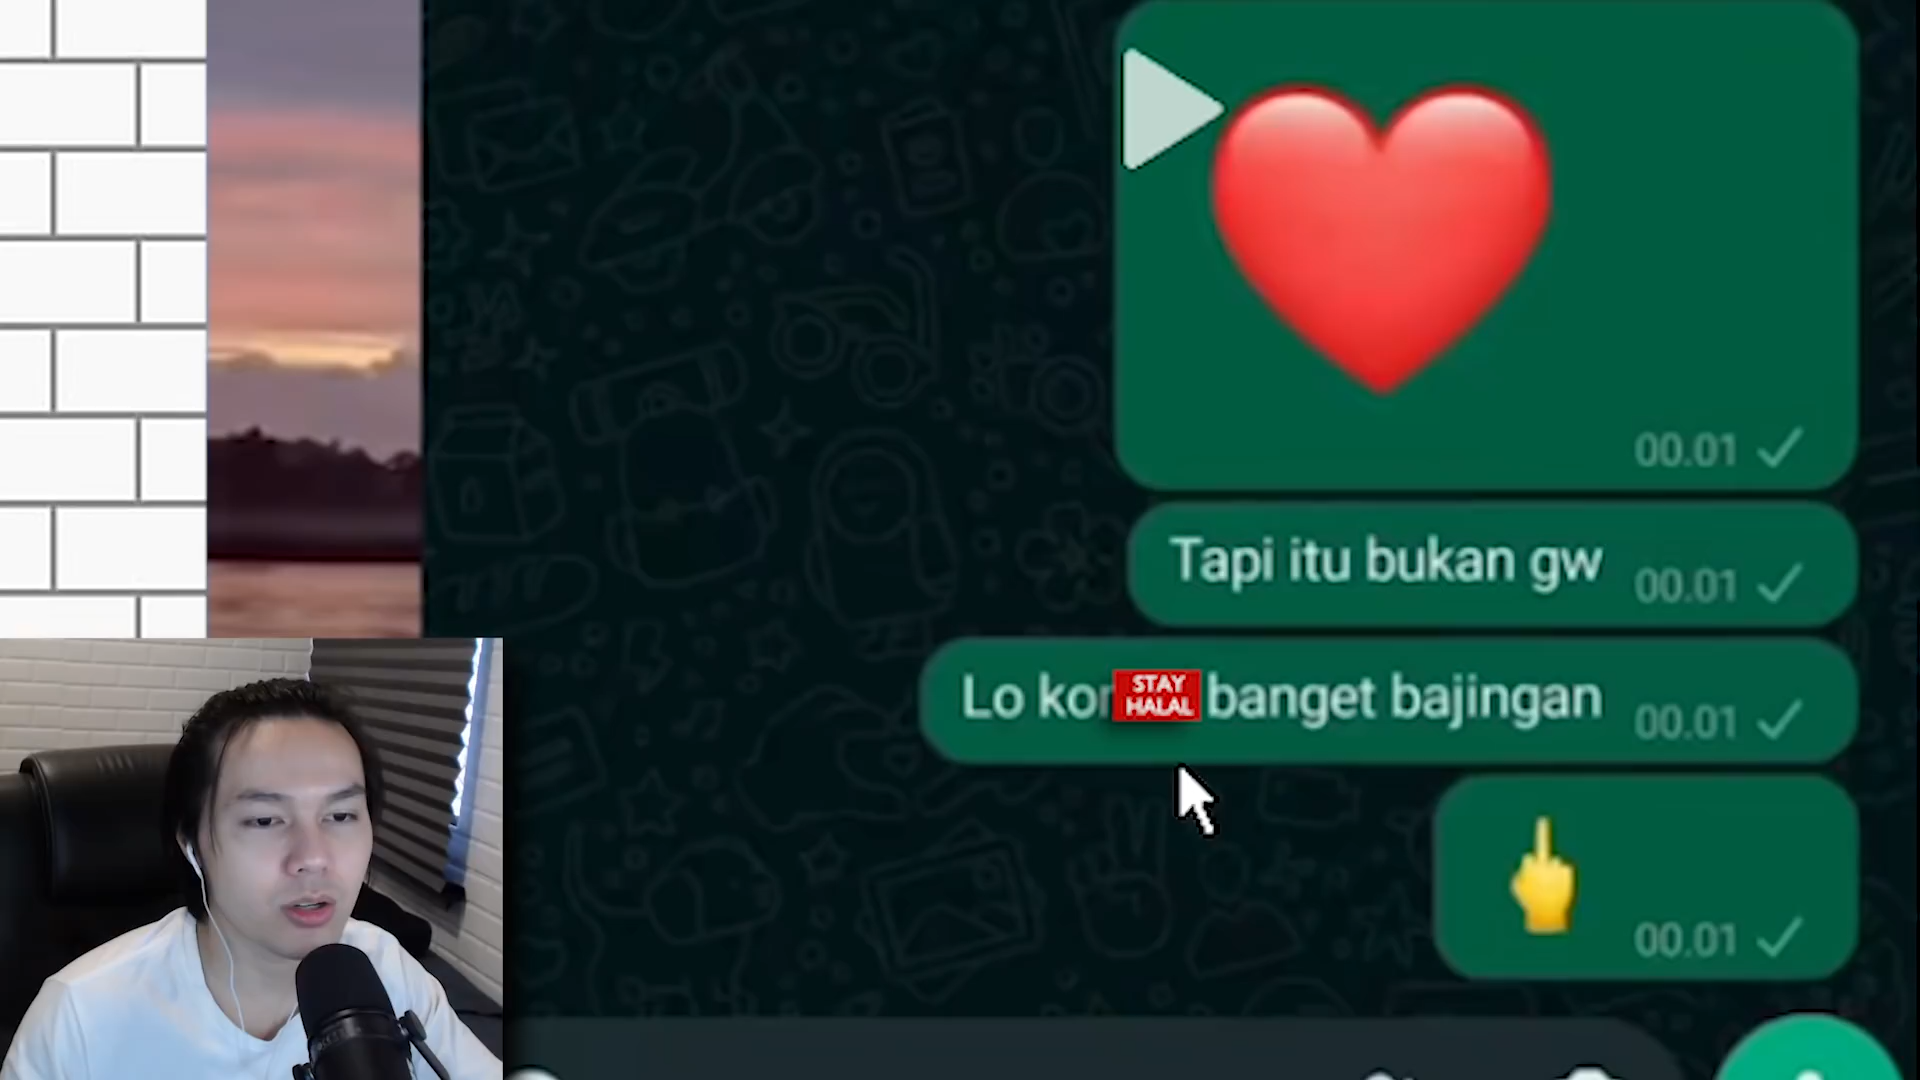 00.01
Tapi itu bukan gw 00.01
Lo kor STAY HALAL banget bajingan 00.01
00.01